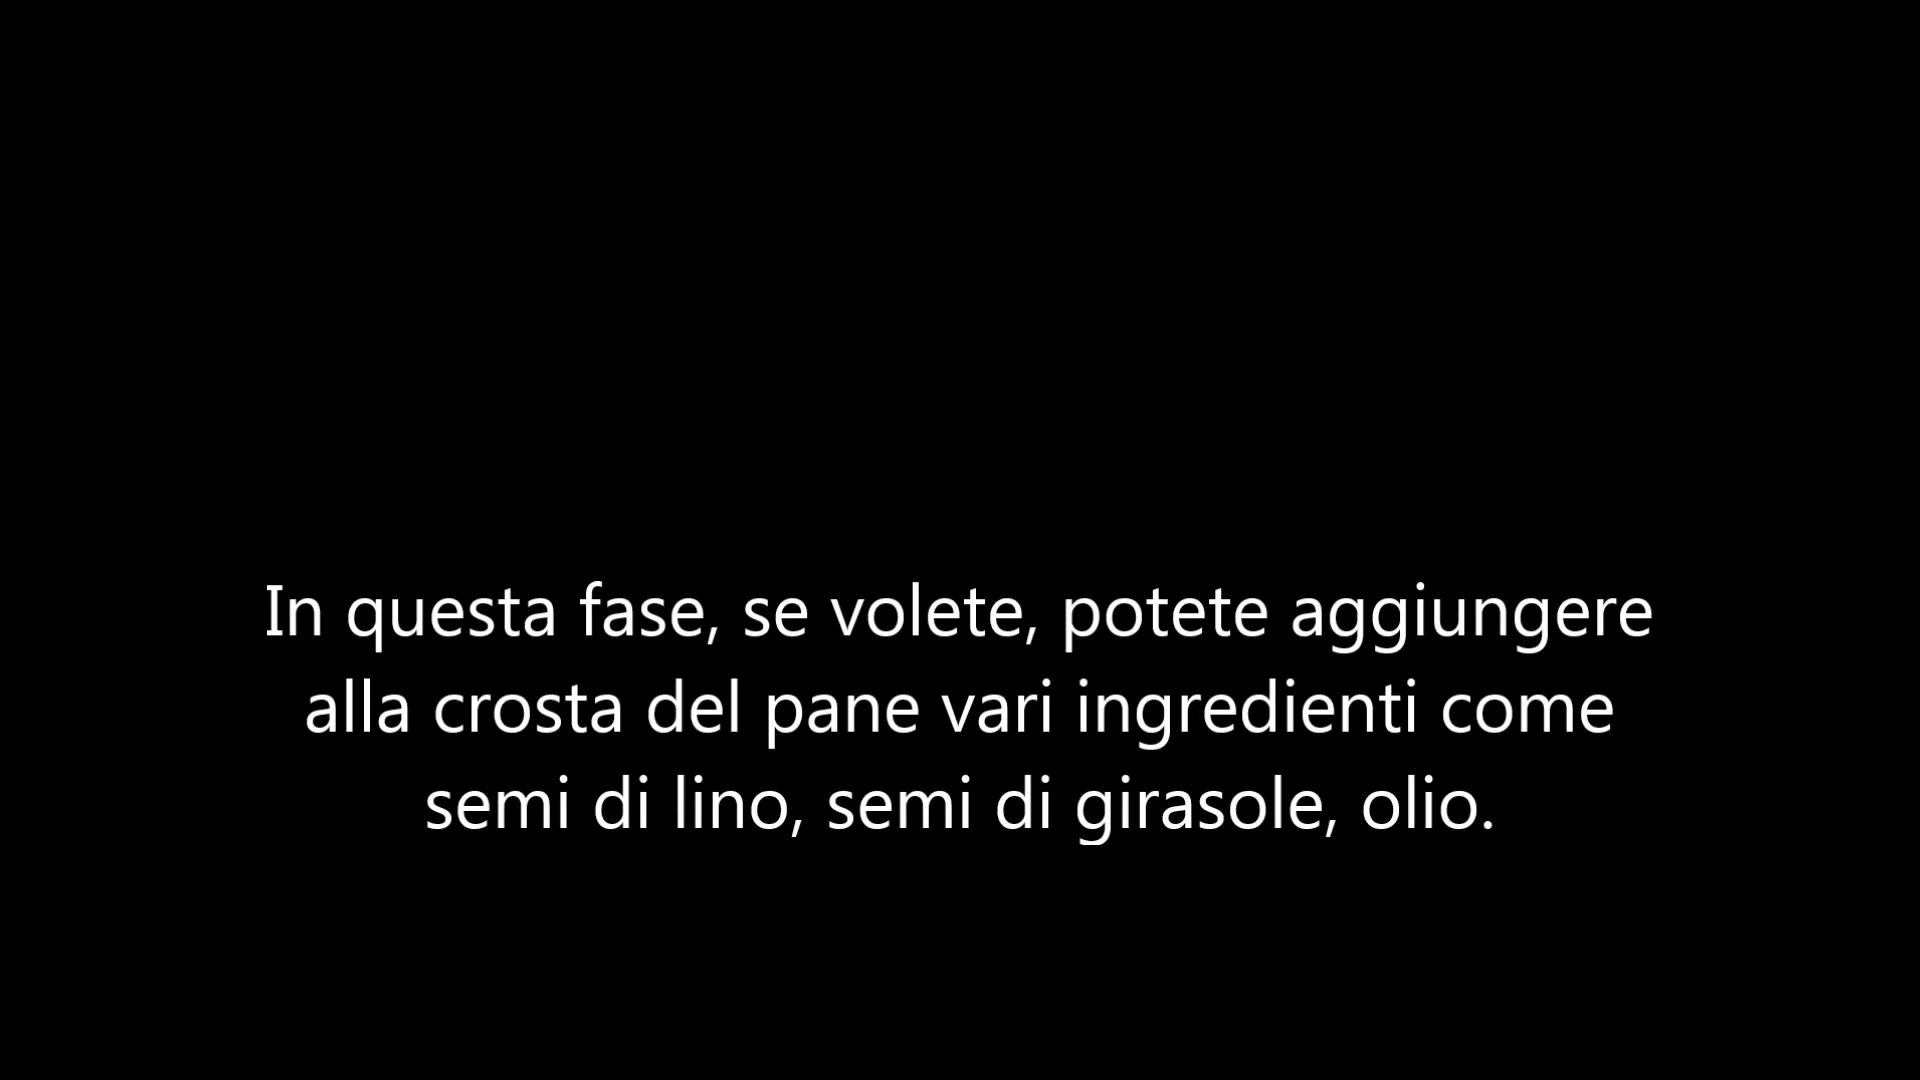 In questa fase, se volete, potete aggiungere
alla crosta del pane vari ingredienti come
semi di lino, semi di girasole, olio.